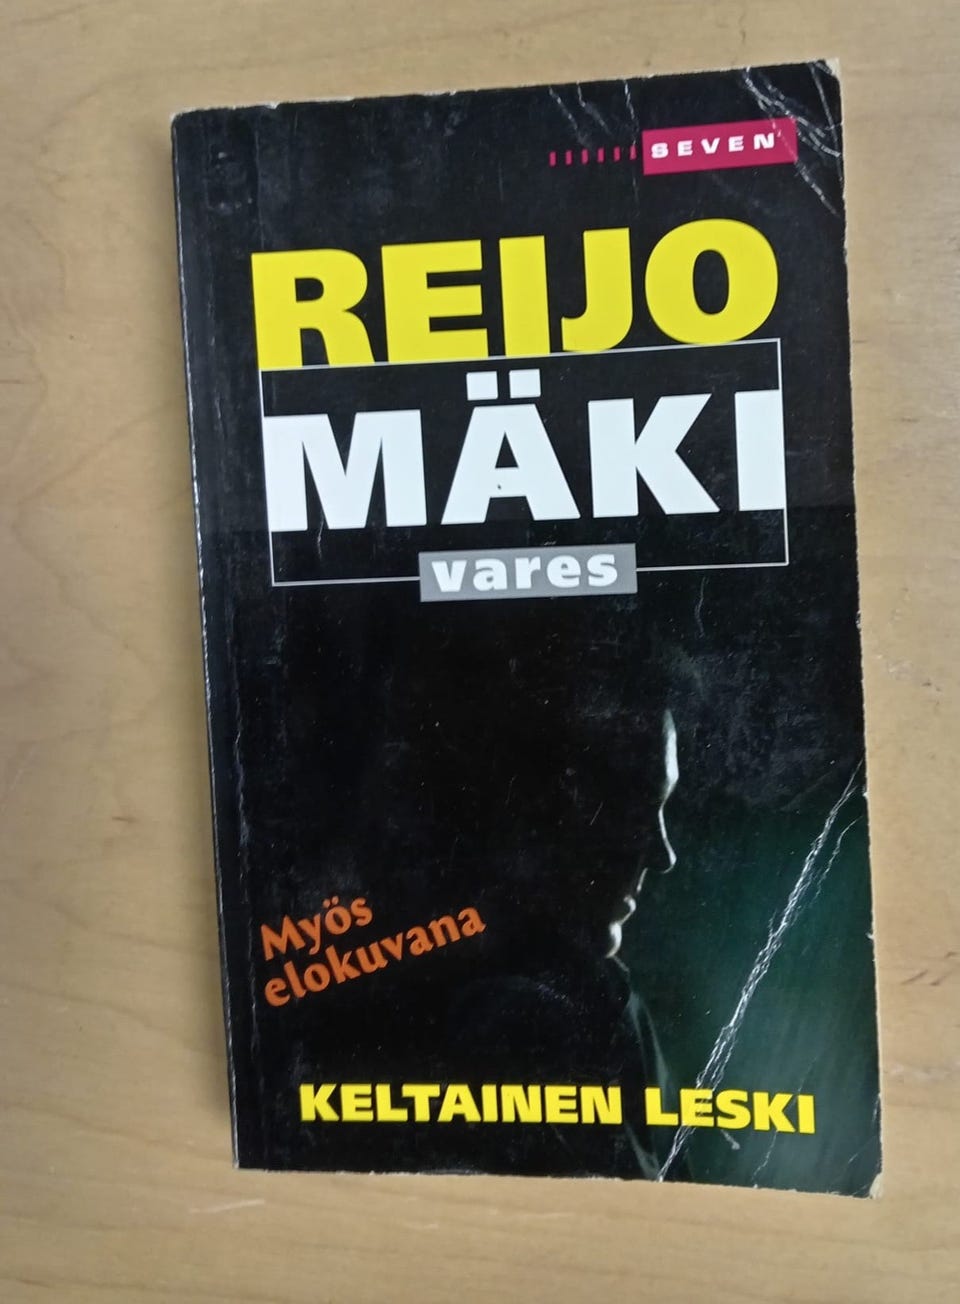 SEVEN
REIJO
MÄKI
vares
Myös
elokuvana
KELTAINEN LESKI